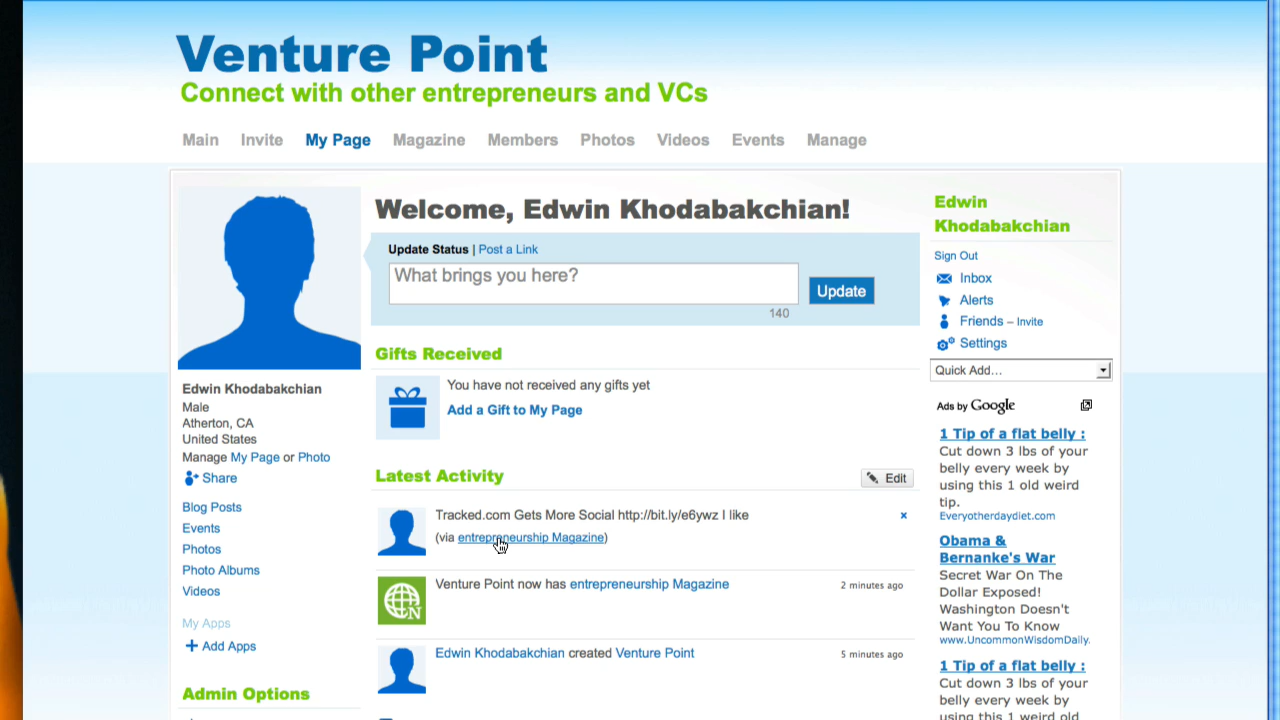 Venture Point
Connect with other entrepreneurs and VCs
Main Invite My Page Magazine Members Photos Videos Events Manage
Edwin Khodabakchian
Male
Atherton, CA
United States
Manage My Page or Photo
Share
Blog Posts
Events
Photos
Photo Albums
Videos
My Apps
Add Apps
Admin Options
Welcome, Edwin Khodabakchian!
Update Status | Post a Link
What brings you here?
Update
140
Gifts Received
You have not received any gifts yet
Add a Gift to My Page
Latest Activity
Edit
Tracked.com Gets More Social http://bit.ly/e6ywz I like
(via entrepreneurship Magazine)
Venture Point now has entrepreneurship Magazine 2 minutes ago
N
Edwin Khodabakchian created Venture Point 5 minutes ago
Edwin
Khodabakchian
Sign Out
Inbox
Alerts
Friends – Invite
Settings
Quick Add...
Ads by Google
1 Tip of a flat belly :
Cut down 3 lbs of your
belly every week by
using this 1 old weird
tip.
Everyotherdaydiet.com
Obama &
Bernanke's War
Secret War On The
Dollar Exposed!
Washington Doesn't
Want You To Know
www.UncommonWisdomDaily.
1 Tip of a flat belly :
Cut down 3 lbs of your
belly every week by
using this 1 old weird